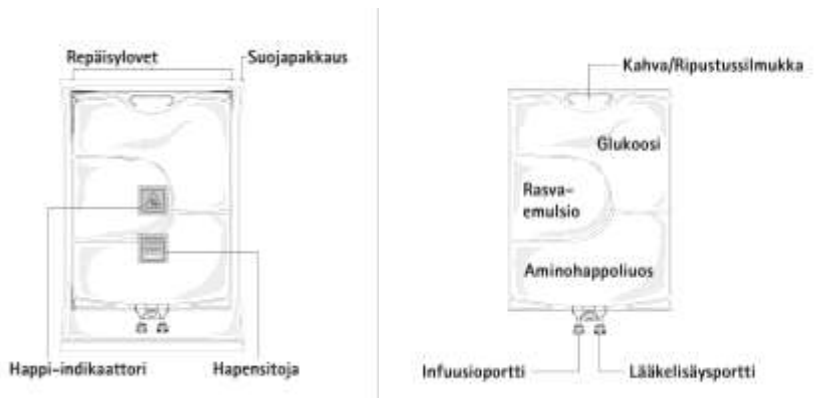 Repäisylovet
Suojapakkaus
Happi-indikaattori
Hapensitoja
Kahva/Ripustussilmukka
Glukoosi
Rasva-
emulsio
Aminohappoliuos
Infuusioportti
Lääkelisäysportti